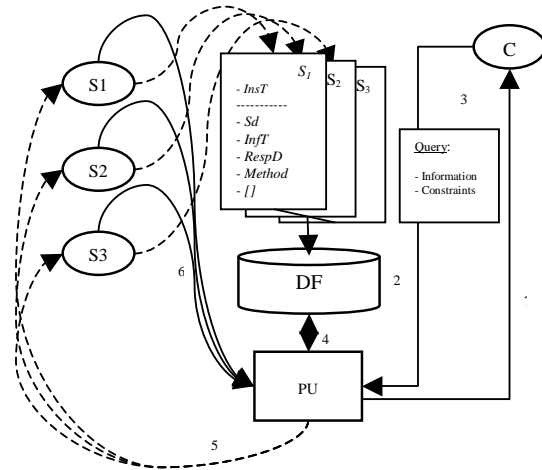 S1
S2
S3
S1
- InsT
-----------
- Sd
- InfT
- RespD
- Method
- []
S2
S3
C
3
Query:
- Information
- Constraints
6
DF
2
4
PU
5